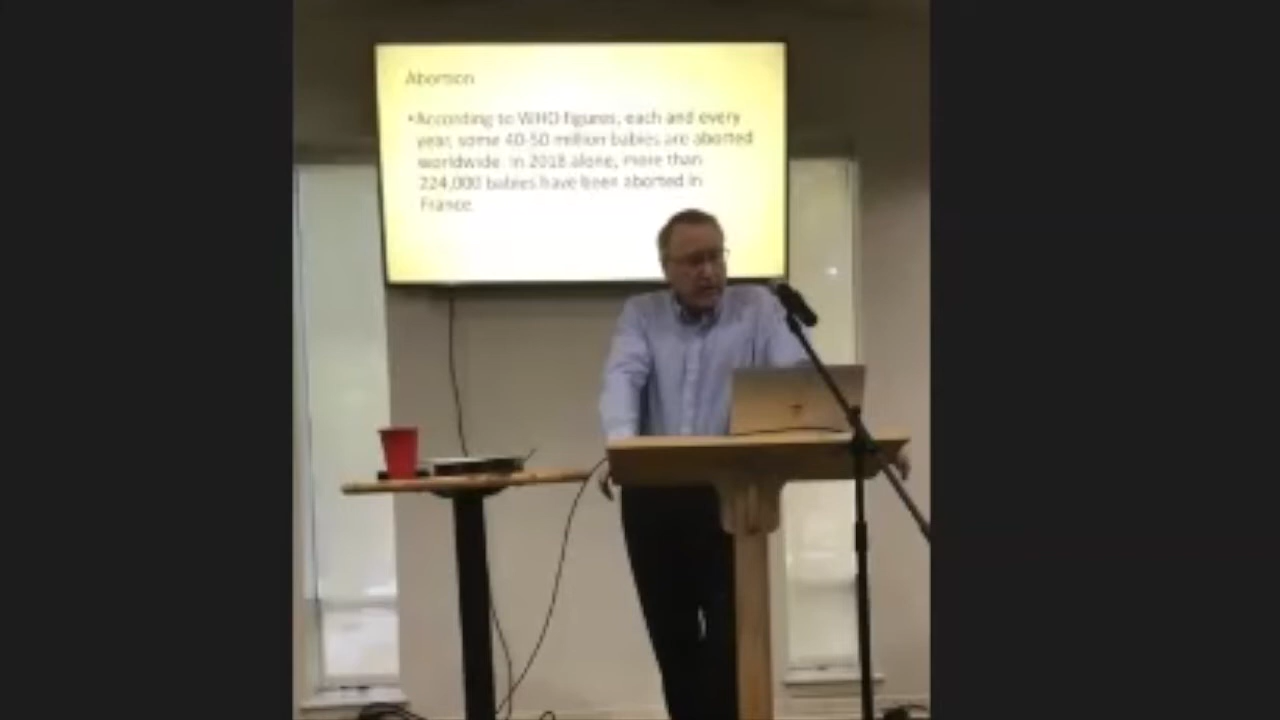 Abortion
•According to WHO figures, each and every
year, some 40-50 million babies are aborted
worldwide. In 2018 alone, more than
224,000 babies have been aborted in
France.